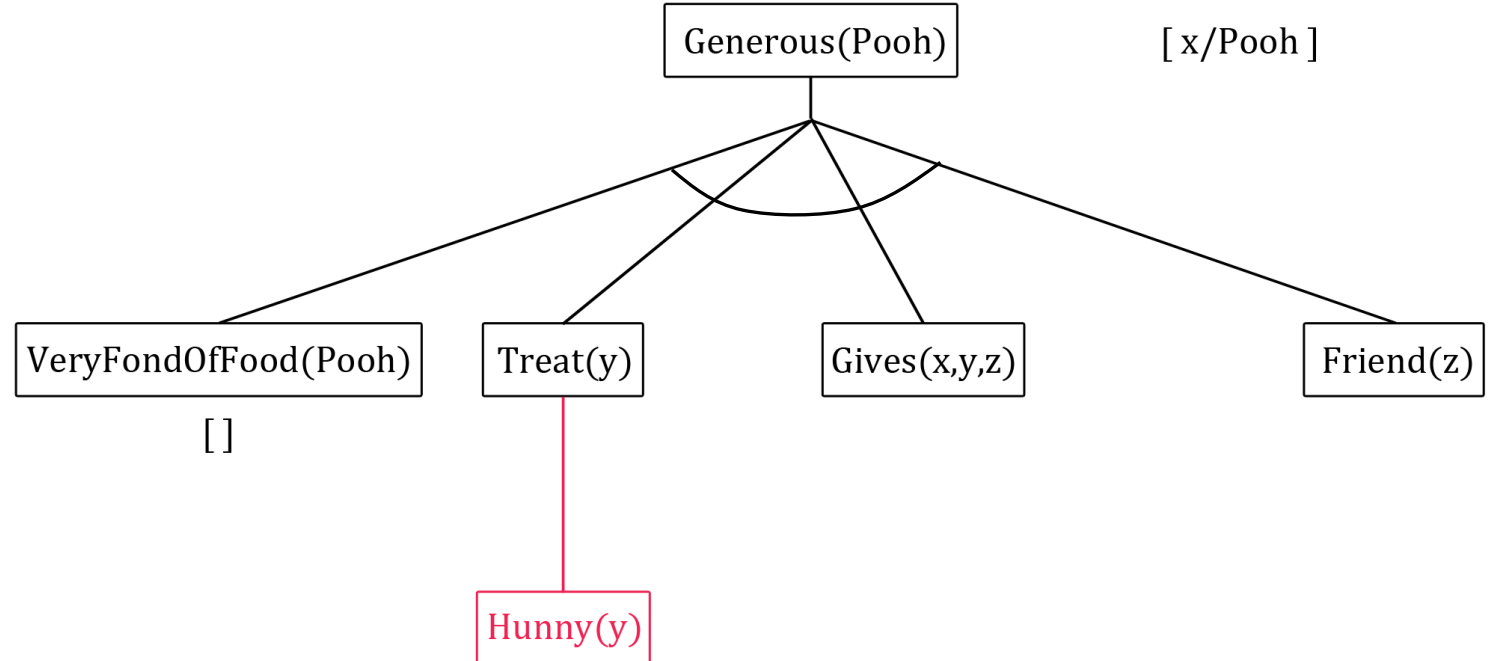 Generous(Pooh)
[ x/Pooh ]
VeryFondOfFood(Pooh)
Treat(y)
Gives(x,y,z)
Friend(z)
[ ]
Hunny(y)